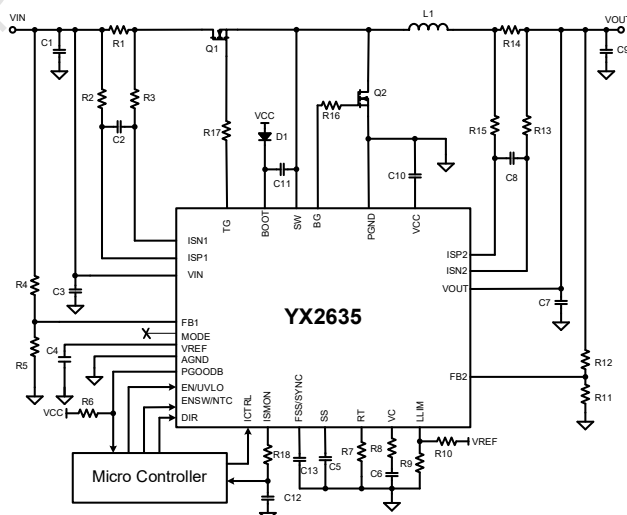 VIN
L1
VOUT
C1
R1
Q1
R14
C9
R2
R3
Q2
VCC
R16
R17
D1
R15
R13
C2
C11
C10
C8
TG
BOOT
SW
BG
PGND
VCC
ISN1
ISP1
VIN
ISP2
ISN2
VOUT
R4
C3
YX2635
C7
FB1
MODE
VREF
AGND
PGOODB
EN/UVLO
ENSW/NTC
DIR
R5
C4
FB2
R12
R11
VCC
R6
ICTRL
ISMON
FSS/SYNC
SS
RT
VC
LLIM
R18
C13
C5
R7
R8
C6
R9
R10
VREF
Micro Controller
C12